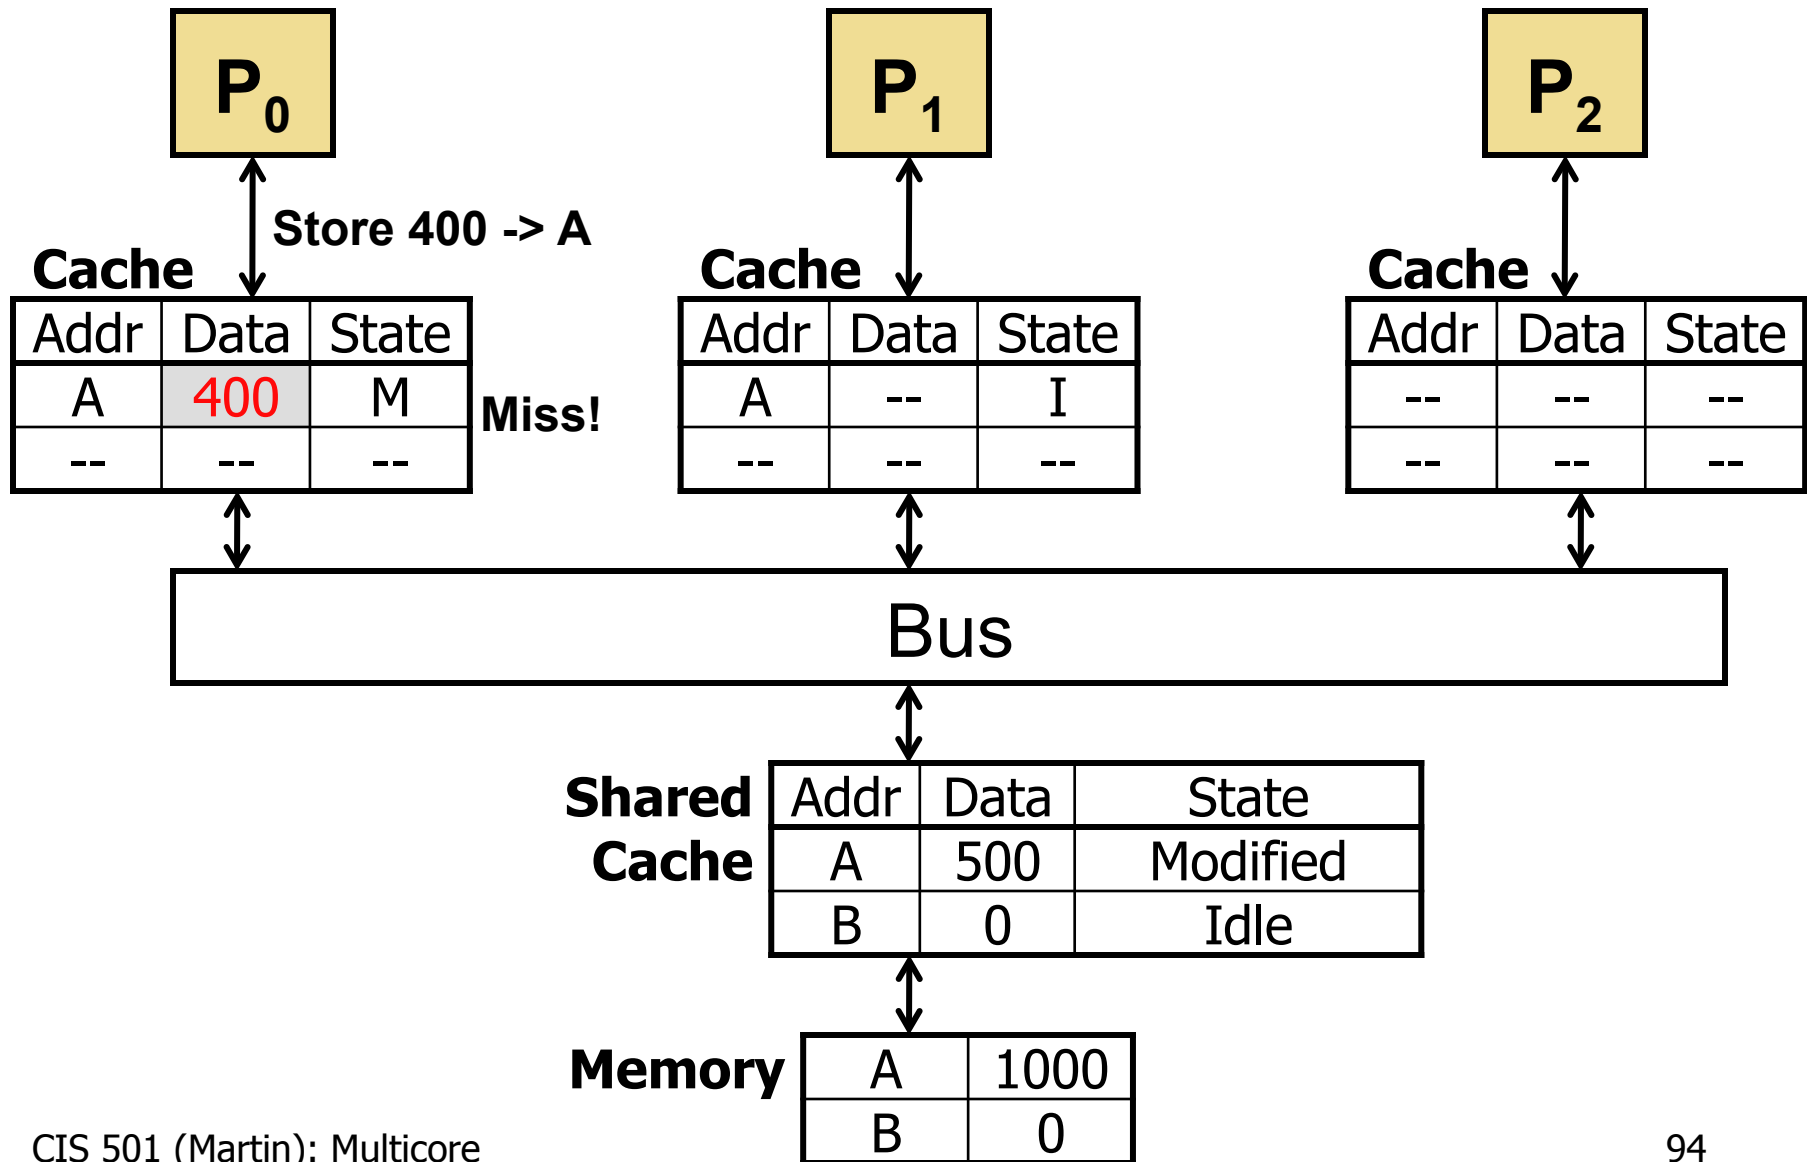 P0 P1 P2
Store 400 -> A
Cache Cache Cache
Addr Data State Addr Data State Addr Data State
A 400 M Miss! A -- I -- -- --
-- -- -- -- -- -- -- -- --
Bus
Shared Addr Data State
Cache A 500 Modified
B 0 Idle
Memory A 1000
B 0
CIS 501 (Martin): Multicore 94